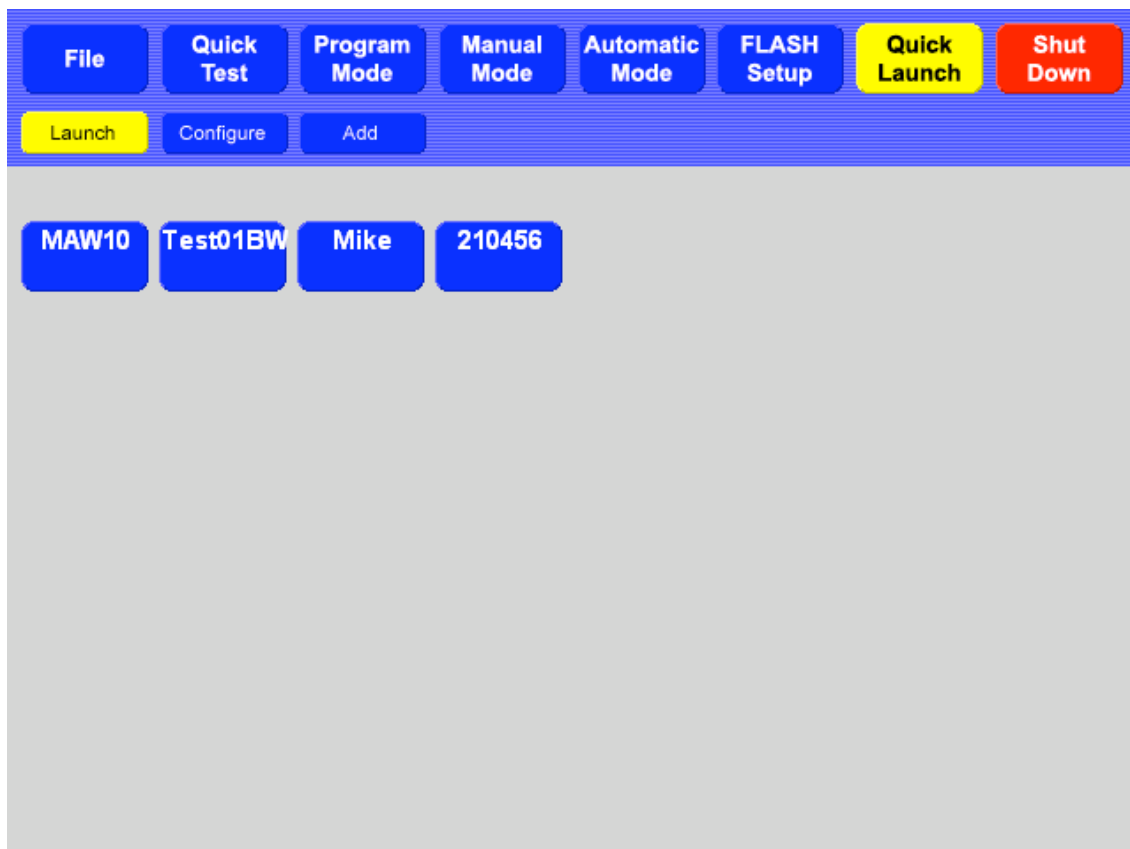 File
Quick
Test
Program
Mode
Manual
Mode
Automatic
Mode
FLASH
Setup
Quick
Launch
Shut
Down
Launch
Configure
Add
MAW10
Test01BW
Mike
210456